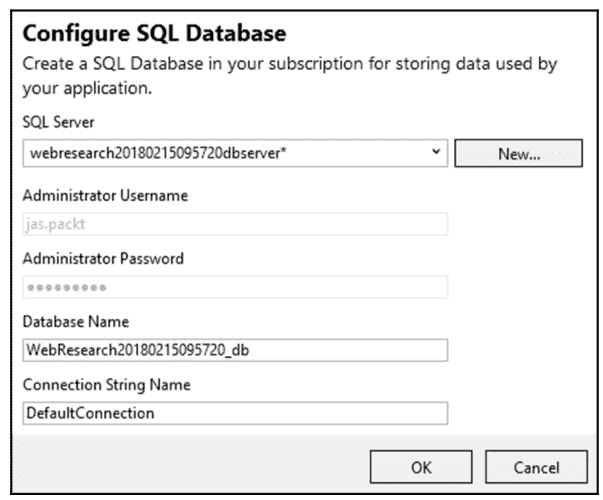 Configure SQL Database
Create a SQL Database in your subscription for storing data used by
your application.
SQL Server
webresearch20180215095720dbserver*
New...
Administrator Username
jas.packt
Administrator Password
●●●●●●●●●
Database Name
WebResearch20180215095720_db
Connection String Name
DefaultConnection
OK
Cancel